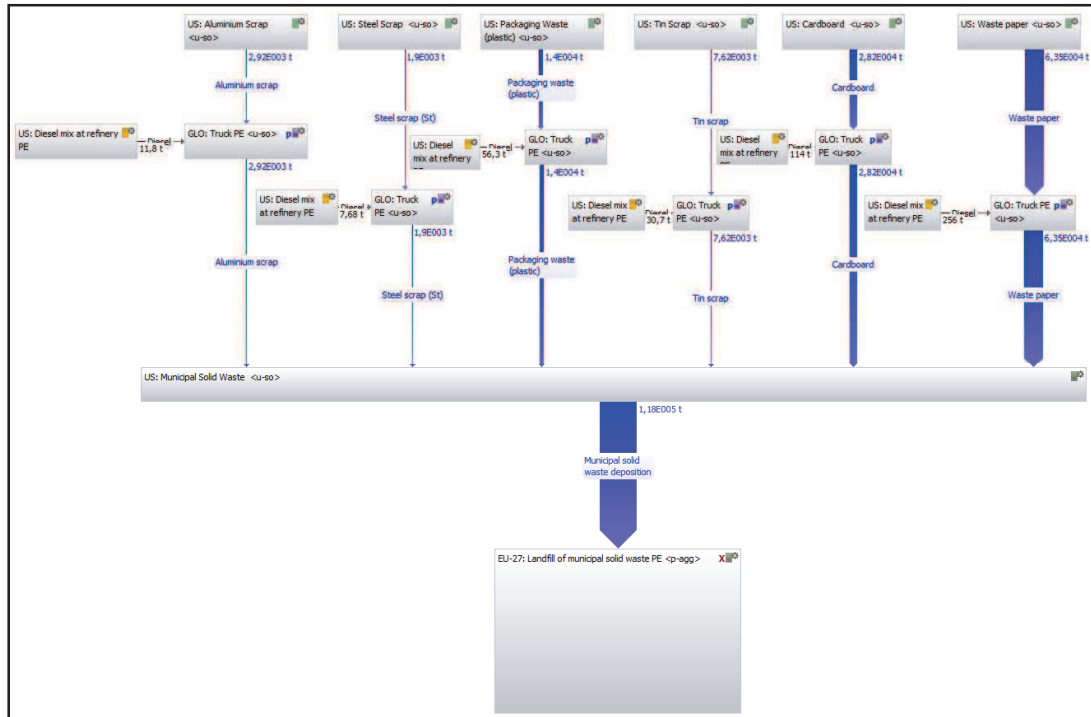 US: Aluminium Scrap
<u-so>
US: Steel Scrap <u-so>
US: Packaging Waste
(plastic) <u-so>
US: Tin Scrap <u-so>
US: Cardboard <u-so>
US: Waste paper <u-so>
2,92E003 t
1,9E003 t
1,4E004 t
7,62E003 t
2,82E004 t
6,35E004 t
Aluminium scrap
Packaging waste
(plastic)
Cardboard
Steel scrap (St)
Tin scrap
Waste paper
US: Diesel mix at refinery
PE
Diesel
11,8 t
GLO: Truck PE <u-so>
p
US: Diesel
mix at refinery
Diesel
56,3 t
GLO: Truck
PE <u-so>
US: Diesel
mix at refinery
Diesel
114 t
GLO: Truck p
PE <u-so>
2,92E003 t
1,4E004 t
2,82E004 t
US: Diesel mix
at refinery PE
Diesel
7,68 t
GLO: Truck p
PE <u-so>
US: Diesel mix
at refinery PE
Diesel
30,7 t
GLO: Truck p
PE <u-so>
US: Diesel mix
at refinery PE
Diesel
256 t
GLO: Truck PE p
<u-so>
1,9E003 t
7,62E003 t
6,35E004 t
Aluminium scrap
Packaging waste
(plastic)
Cardboard
Steel scrap (St)
Tin scrap
Waste paper
US: Municipal Solid Waste <u-so>
1,18E005 t
Municipal solid
waste deposition
EU-27: Landfill of municipal solid waste PE <p-agg>
X